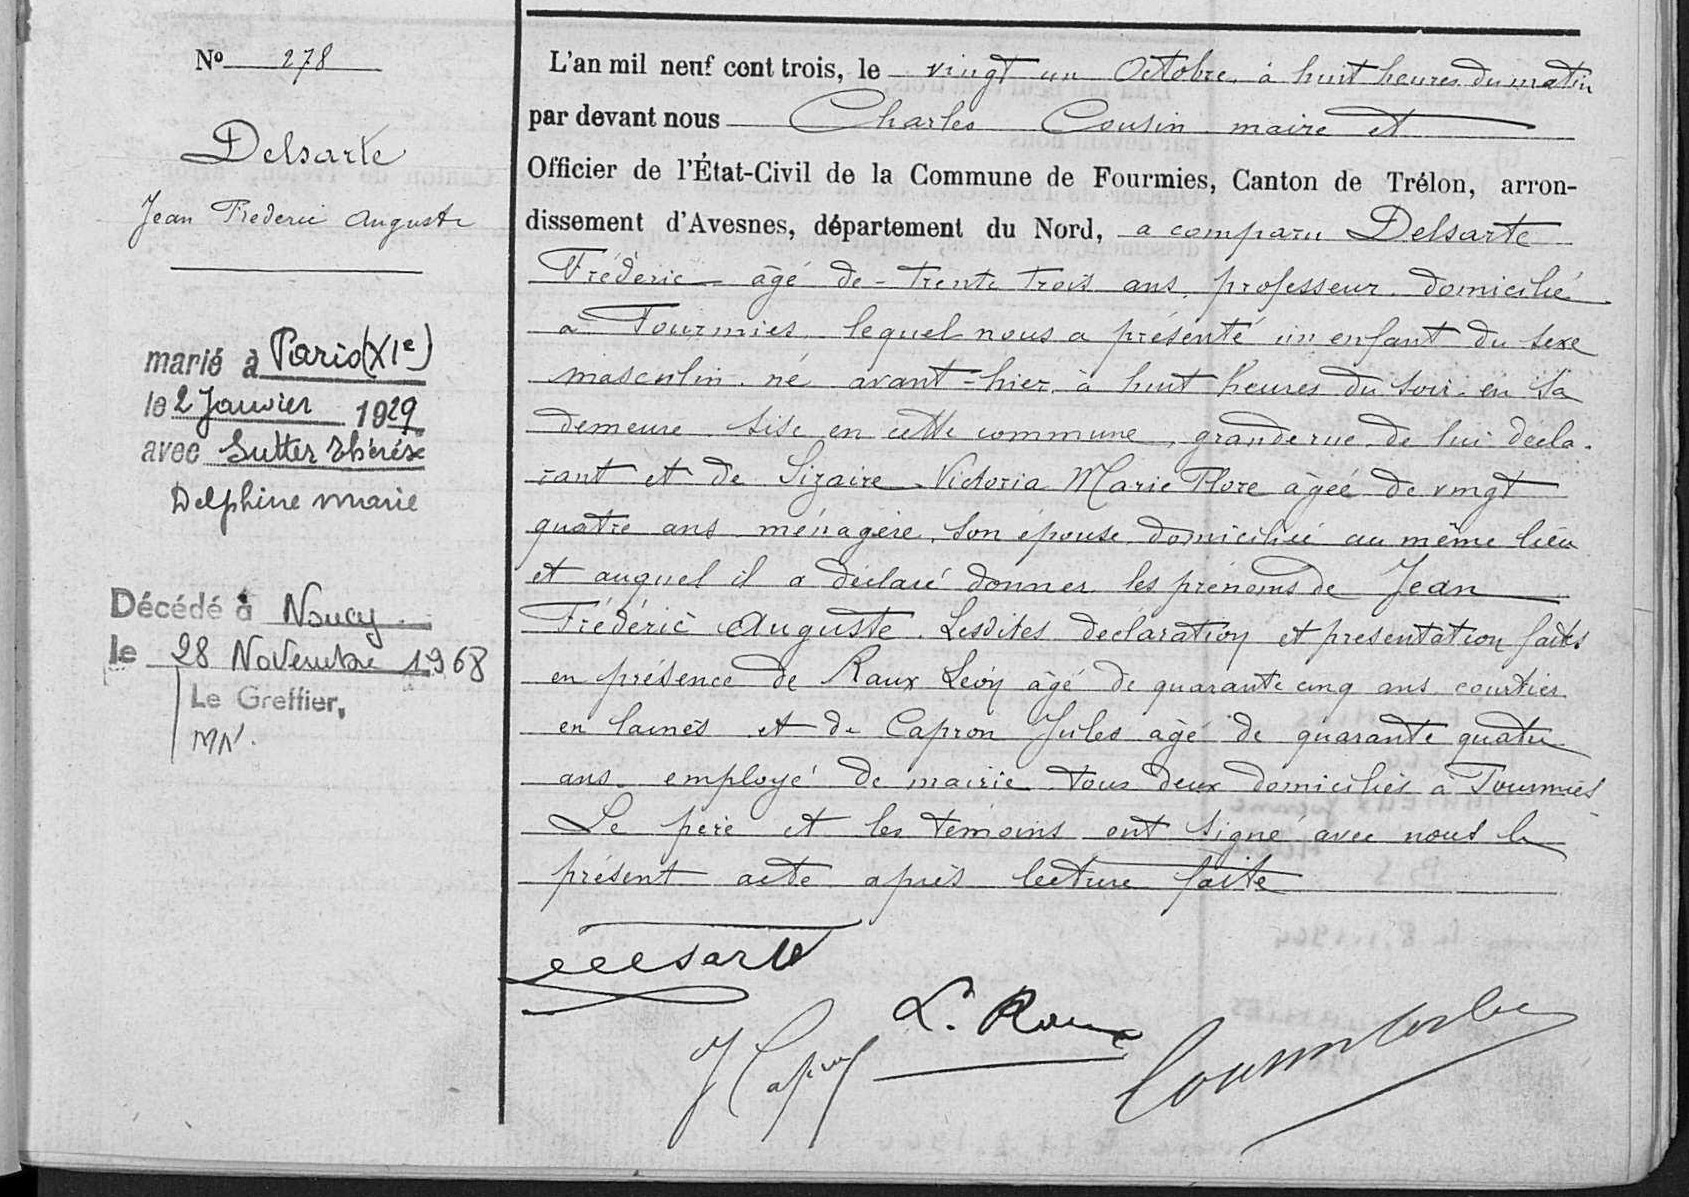 No 278
Delsarte
Jean Frederic Auguste
marié à Paris (XIe)
le 2 Janvier 1929
avec Sutter Thérèse
Delphine Marie
Décédé à Nancy
le 28 Novembre 1968
Le Greffier,
MN.
L'an mil neuf cent trois, le vingt un Octobre à huit heures du matin
par devant nous Charles Cousin maire et
Officier de l'État-Civil de la Commune de Fourmies, Canton de Trélon, arron-
dissement d'Avesnes, département du Nord, a comparu Delsarte
Fréderic âgé de trente trois ans, professeur domicilié
à Fourmies lequel nous a présenté un enfant du sexe
masculin né avant-hier à huit heures du soir en sa
demeure sise en cette commune, grande rue de lui décla-
rant et de Sizaire Victoria Marie Flore âgée de vingt
quatre ans ménagère, son épouse domiciliée au même lieu
et auquel il a déclaré donner les prénoms de Jean
Frédéric Auguste. Lesdites déclaration et presentation faites
en présence de Raux Léon âgé de quarante cinq ans courtier
en laines et de Capron Jules âgé de quarante quatre
ans employé de mairie tous deux domiciliés à Fourmies
Le père et les témoins ont signé avec nous le
présent acte après lecture faite
Delsarte
L. Raux
J Capron
Cousin Charles